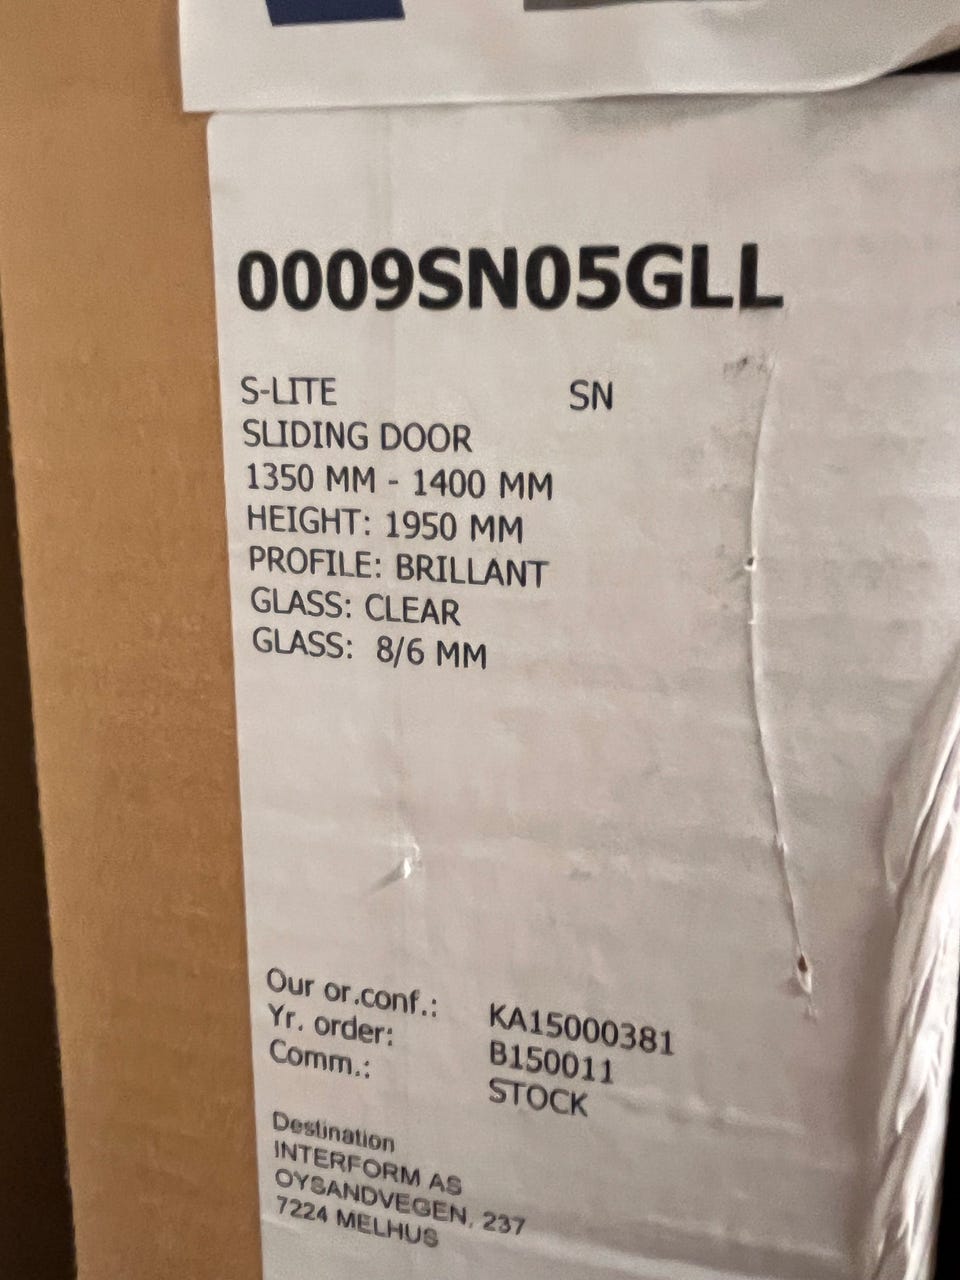 0009SN05GLL
S-LITE SN
SLIDING DOOR
1350 MM - 1400 MM
HEIGHT: 1950 MM
PROFILE: BRILLANT
GLASS: CLEAR
GLASS: 8/6 MM
Our or.conf.: KA15000381
Yr. order: B150011
Comm.: STOCK
Destination
INTERFORM AS
OYSANDVEGEN, 237
7224 MELHUS